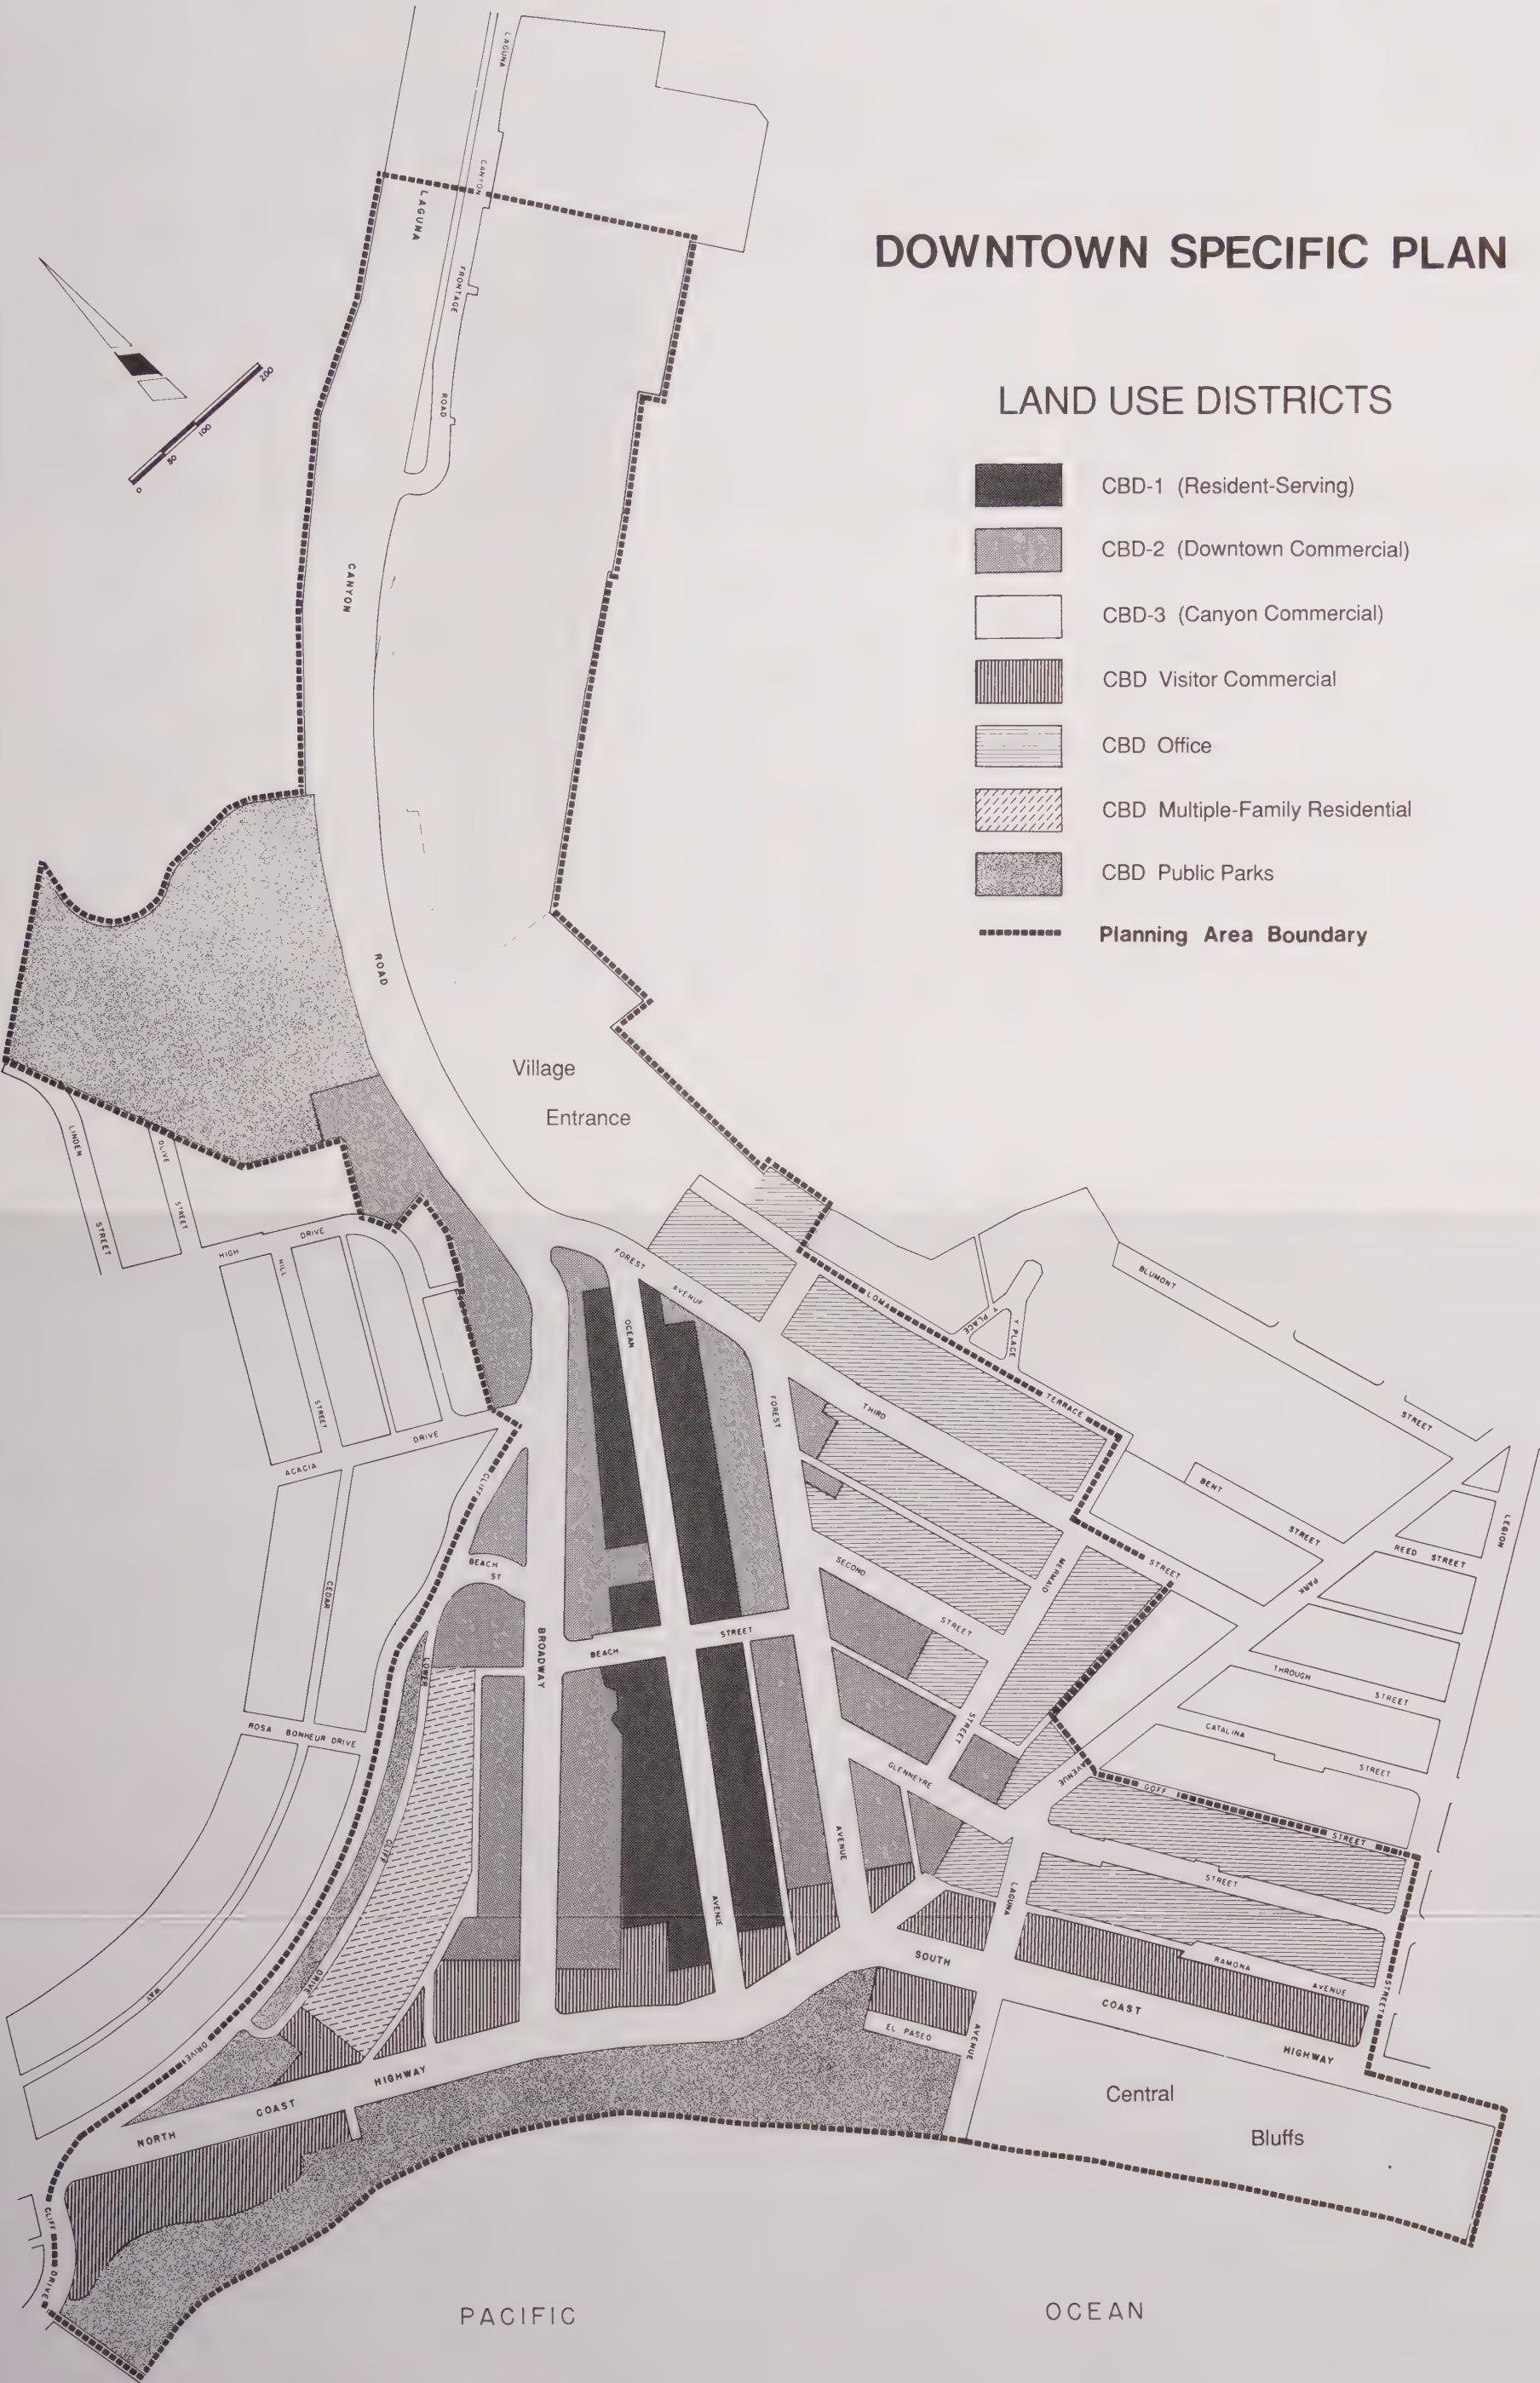 DOWNTOWN SPECIFIC PLAN
LAND USE DISTRICTS
CBD-1 (Resident-Serving)
CBD-2 (Downtown Commercial)
CBD-3 (Canyon Commercial)
CBD Visitor Commercial
CBD Office
CBD Multiple-Family Residential
CBD Public Parks
Planning Area Boundary
0
50
100
200
LAGUNA
CANYON
FRONTAGE
ROAD
LAGUNA
CANYON
ROAD
Village
Entrance
LINDEN
STREET
OLIVE
STREET
HIGH
DRIVE
HILL
STREET
ACACIA
DRIVE
CEDAR
WAY
ROSA BONHEUR DRIVE
CLIFF
DRIVE
LOWER
CLIFF
DRIVE
BEACH
ST
BROADWAY
BEACH
STREET
OCEAN
AVENUE
FOREST
AVENUE
FOREST
AVENUE
LOMA
TERRACE
Y PLACE
Y PLACE
BLUMONT
STREET
THIRD
STREET
BENT
STREET
REED STREET
LEGION
STREET
PARK
AVENUE
MERMAID
STREET
SECOND
STREET
THROUGH
STREET
CATALINA
STREET
GLENNEYRE
STREET
GOFF
STREET
LAGUNA
AVENUE
RAMONA
AVENUE
SOUTH
COAST
HIGHWAY
EL PASEO
NORTH
COAST
HIGHWAY
CLIFF DRIVE
Central
Bluffs
PACIFIC
OCEAN